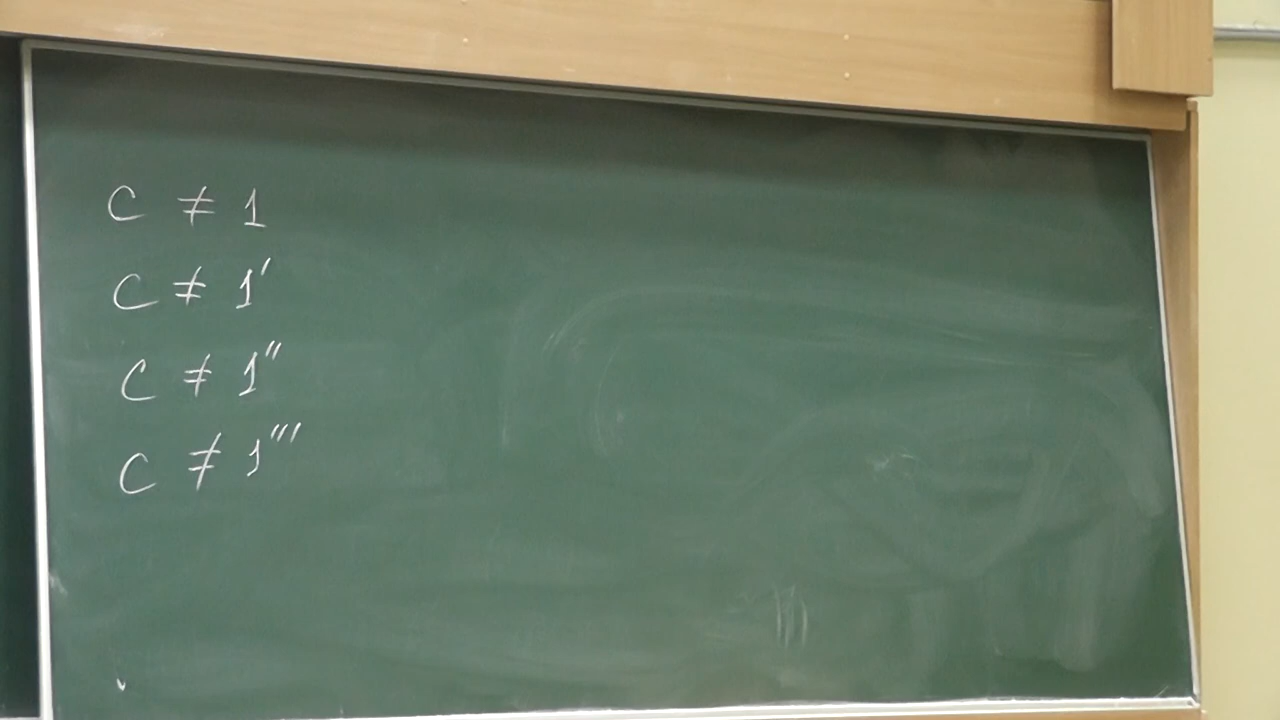 C ≠ 1
C ≠ 1′
C ≠ 1″
C ≠ 1‴